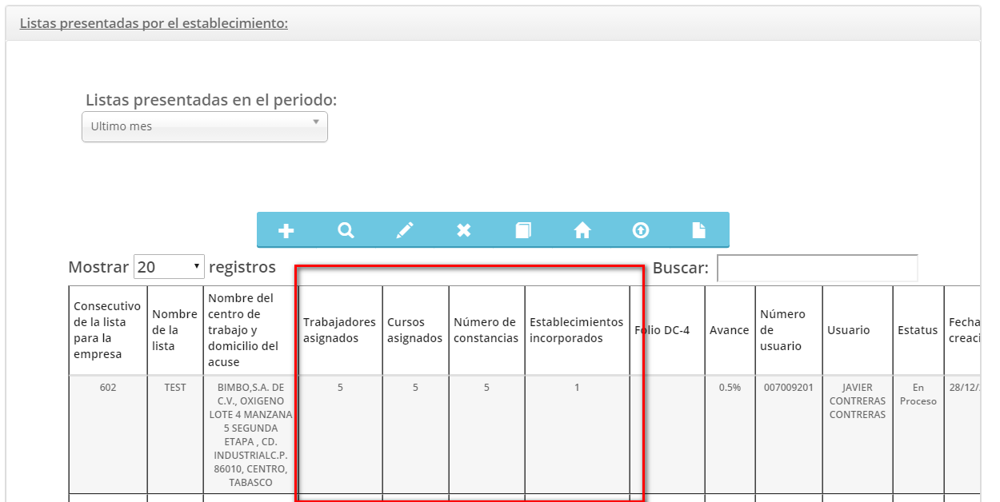 Listas presentadas por el establecimiento:
Listas presentadas en el periodo:
Ultimo mes
Mostrar 20 registros
Buscar:
Consecutivo
de la lista
para la
empresa
Nombre
de la
lista
Nombre del
centro de
trabajo y
domicilio del
acuse
Trabajadores
asignados
Cursos
asignados
Número de
constancias
Establecimientos
incorporados
Folio DC-4
Avance
Número
de
usuario
Usuario
Estatus
Fecha
creaci
602
TEST
BIMBO,S.A. DE
C.V., OXIGENO
LOTE 4 MANZANA
5 SEGUNDA
ETAPA , CD.
INDUSTRIALC.P.
86010, CENTRO,
TABASCO
5
5
5
1
0.5%
007009201
JAVIER
CONTRERAS
CONTRERAS
En
Proceso
28/12/